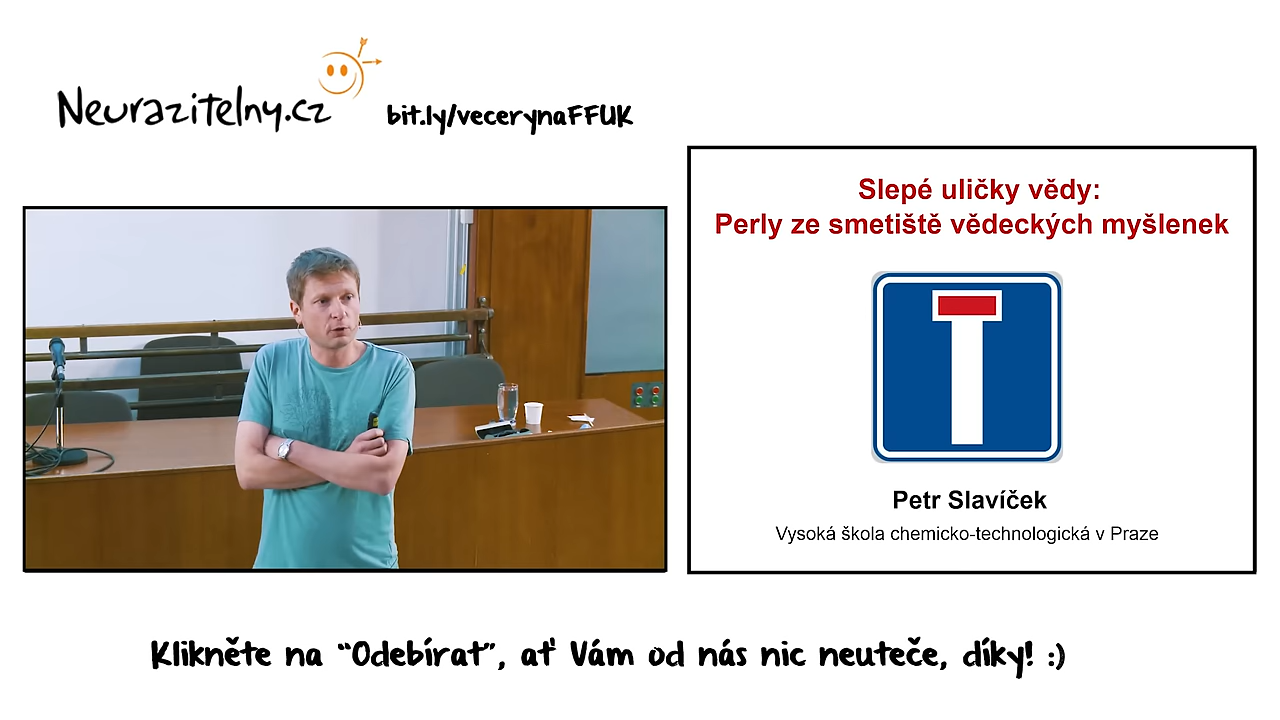 Neurazitelny.cz
bit.ly/vecerynaFFUK
Slepé uličky vědy:
Perly ze smetiště vědeckých myšlenek
Petr Slavíček
Vysoká škola chemicko-technologická v Praze
Klikněte na "Odebírat", ať Vám od nás nic neuteče, díky! :)